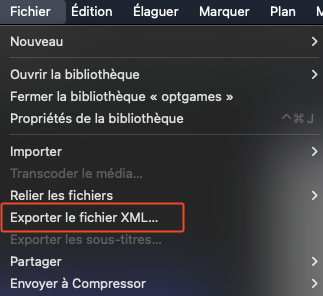 Fichier Édition Élaguer Marquer Plan M
Nouveau
Ouvrir la bibliothèque
Fermer la bibliothèque « optgames »
Propriétés de la bibliothèque ^⌘J
Importer
Transcoder le média...
Relier les fichiers
Exporter le fichier XML...
Exporter les sous-titres...
Partager
Envoyer à Compressor